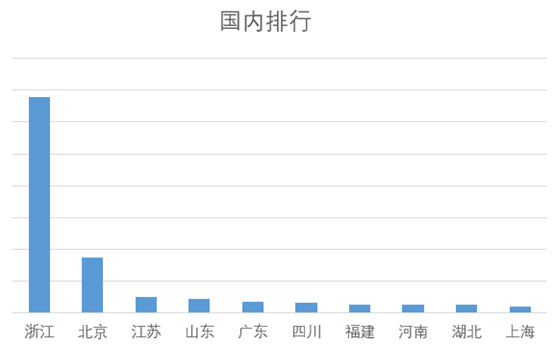 国内排行
浙江 北京 江苏 山东 广东 四川 福建 河南 湖北 上海